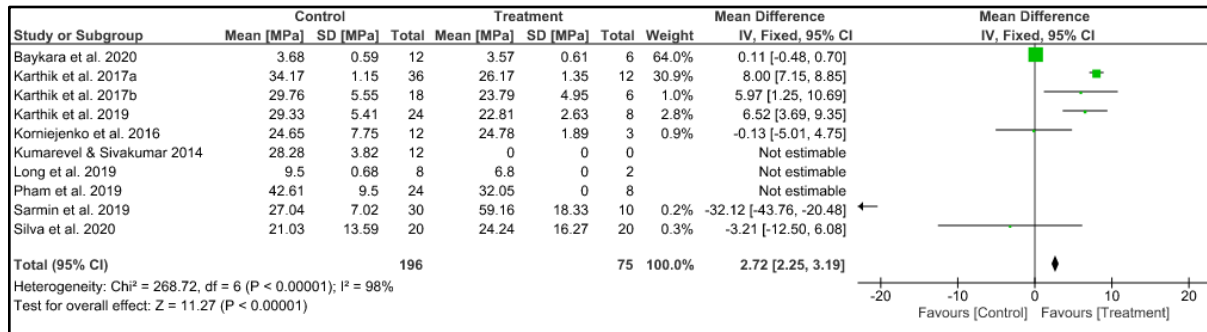 Control Treatment Mean Difference Mean Difference
Study or Subgroup Mean [MPa] SD [MPa] Total Mean [MPa] SD [MPa] Total Weight IV, Fixed, 95% CI IV, Fixed, 95% CI
Baykara et al. 2020 3.68 0.59 12 3.57 0.61 6 64.0% 0.11 [-0.48, 0.70]
Karthik et al. 2017a 34.17 1.15 36 26.17 1.35 12 30.9% 8.00 [7.15, 8.85]
Karthik et al. 2017b 29.76 5.55 18 23.79 4.95 6 1.0% 5.97 [1.25, 10.69]
Karthik et al. 2019 29.33 5.41 24 22.81 2.63 8 2.8% 6.52 [3.69, 9.35]
Korniejenko et al. 2016 24.65 7.75 12 24.78 1.89 3 0.9% -0.13 [-5.01, 4.75]
Kumarevel & Sivakumar 2014 28.28 3.82 12 0 0 0 Not estimable
Long et al. 2019 9.5 0.68 8 6.8 0 2 Not estimable
Pham et al. 2019 42.61 9.5 24 32.05 0 8 Not estimable
Sarmin et al. 2019 27.04 7.02 30 59.16 18.33 10 0.2% -32.12 [-43.76, -20.48]
Silva et al. 2020 21.03 13.59 20 24.24 16.27 20 0.3% -3.21 [-12.50, 6.08]
Total (95% CI) 196 75 100.0% 2.72 [2.25, 3.19]
Heterogeneity: Chi² = 268.72, df = 6 (P < 0.00001); I² = 98%
Test for overall effect: Z = 11.27 (P < 0.00001)
-20 -10 0 10 20
Favours [Control] Favours [Treatment]